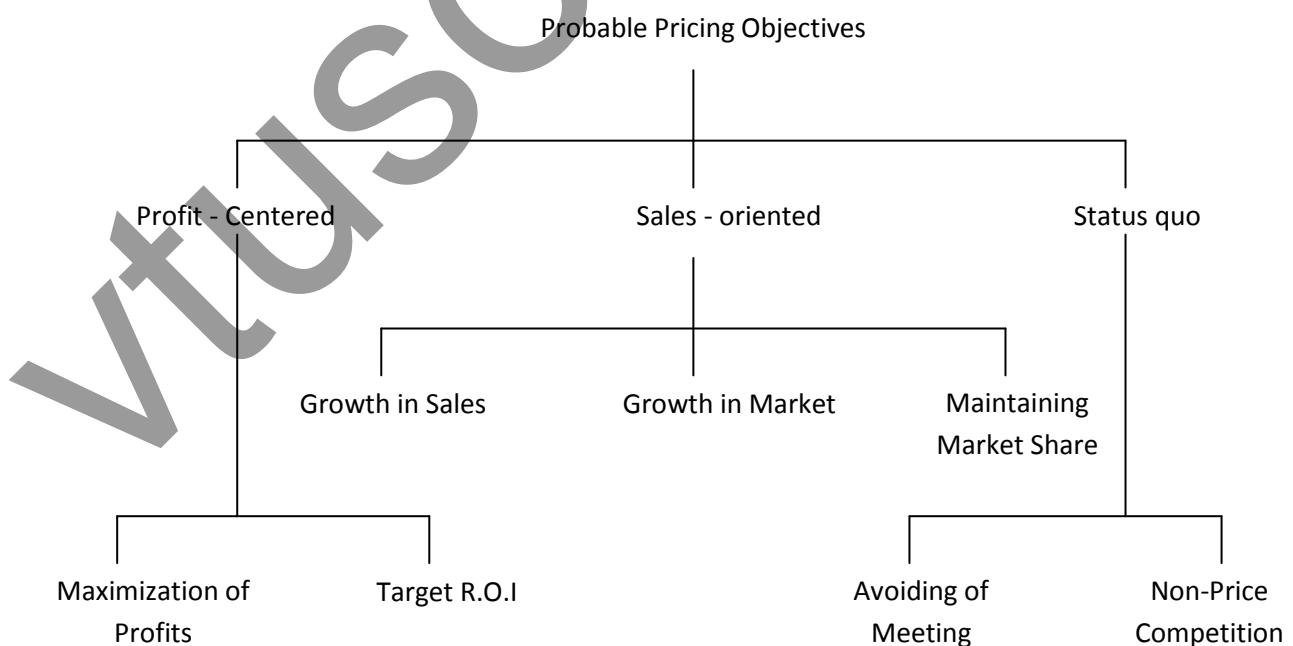 Probable Pricing Objectives
Profit - Centered
Sales - oriented
Status quo
Growth in Sales
Growth in Market
Maintaining
Market Share
Maximization of
Profits
Target R.O.I
Avoiding of
Meeting
Non-Price
Competition
vtuso